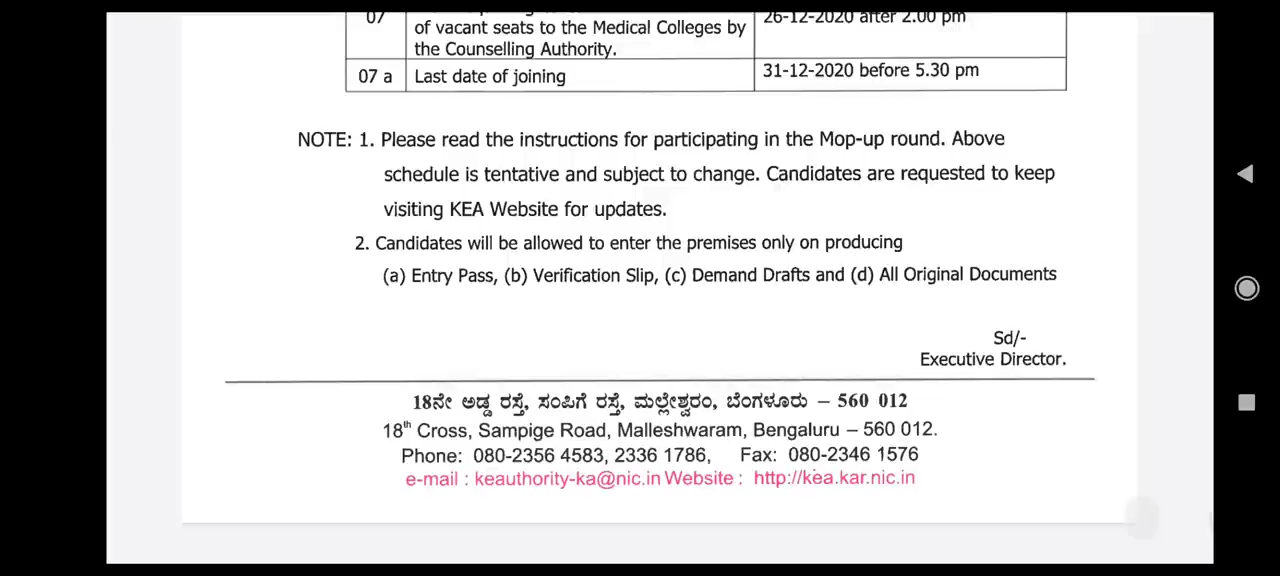 07
26-12-2020 after 2.00 pm
of vacant seats to the Medical Colleges by
the Counselling Authority.
07 a Last date of joining 31-12-2020 before 5.30 pm
NOTE: 1. Please read the instructions for participating in the Mop-up round. Above
schedule is tentative and subject to change. Candidates are requested to keep
visiting KEA Website for updates.
2. Candidates will be allowed to enter the premises only on producing
(a) Entry Pass, (b) Verification Slip, (c) Demand Drafts and (d) All Original Documents
Sd/-
Executive Director.
18ನೇ ಅಡ್ಡ ರಸ್ತೆ, ಸಂಪಿಗೆ ರಸ್ತೆ, ಮಲ್ಲೇಶ್ವರಂ, ಬೆಂಗಳೂರು – 560 012
18th Cross, Sampige Road, Malleshwaram, Bengaluru – 560 012.
Phone: 080-2356 4583, 2336 1786, Fax: 080-2346 1576
e-mail : keauthority-ka@nic.in Website : http://kea.kar.nic.in